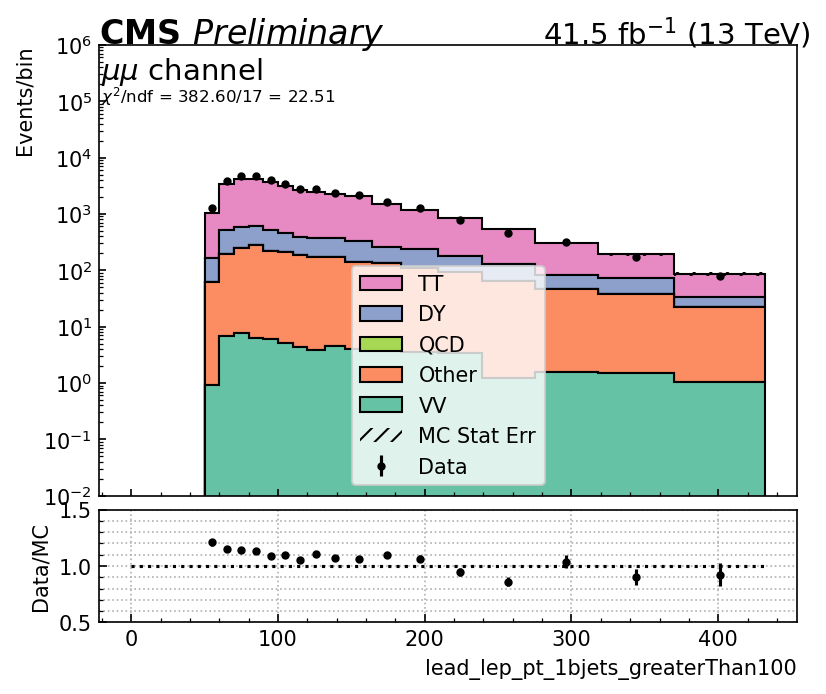 CMS Preliminary 41.5 fb⁻¹ (13 TeV)
μμ channel
χ²/ndf = 382.60/17 = 22.51
Events/bin
10⁶
10⁵
10⁴
10³
10²
10¹
10⁰
10⁻¹
10⁻²
TT
DY
QCD
Other
VV
MC Stat Err
Data
Data/MC
1.5
1.0
0.5
0 100 200 300 400
lead_lep_pt_1bjets_greaterThan100